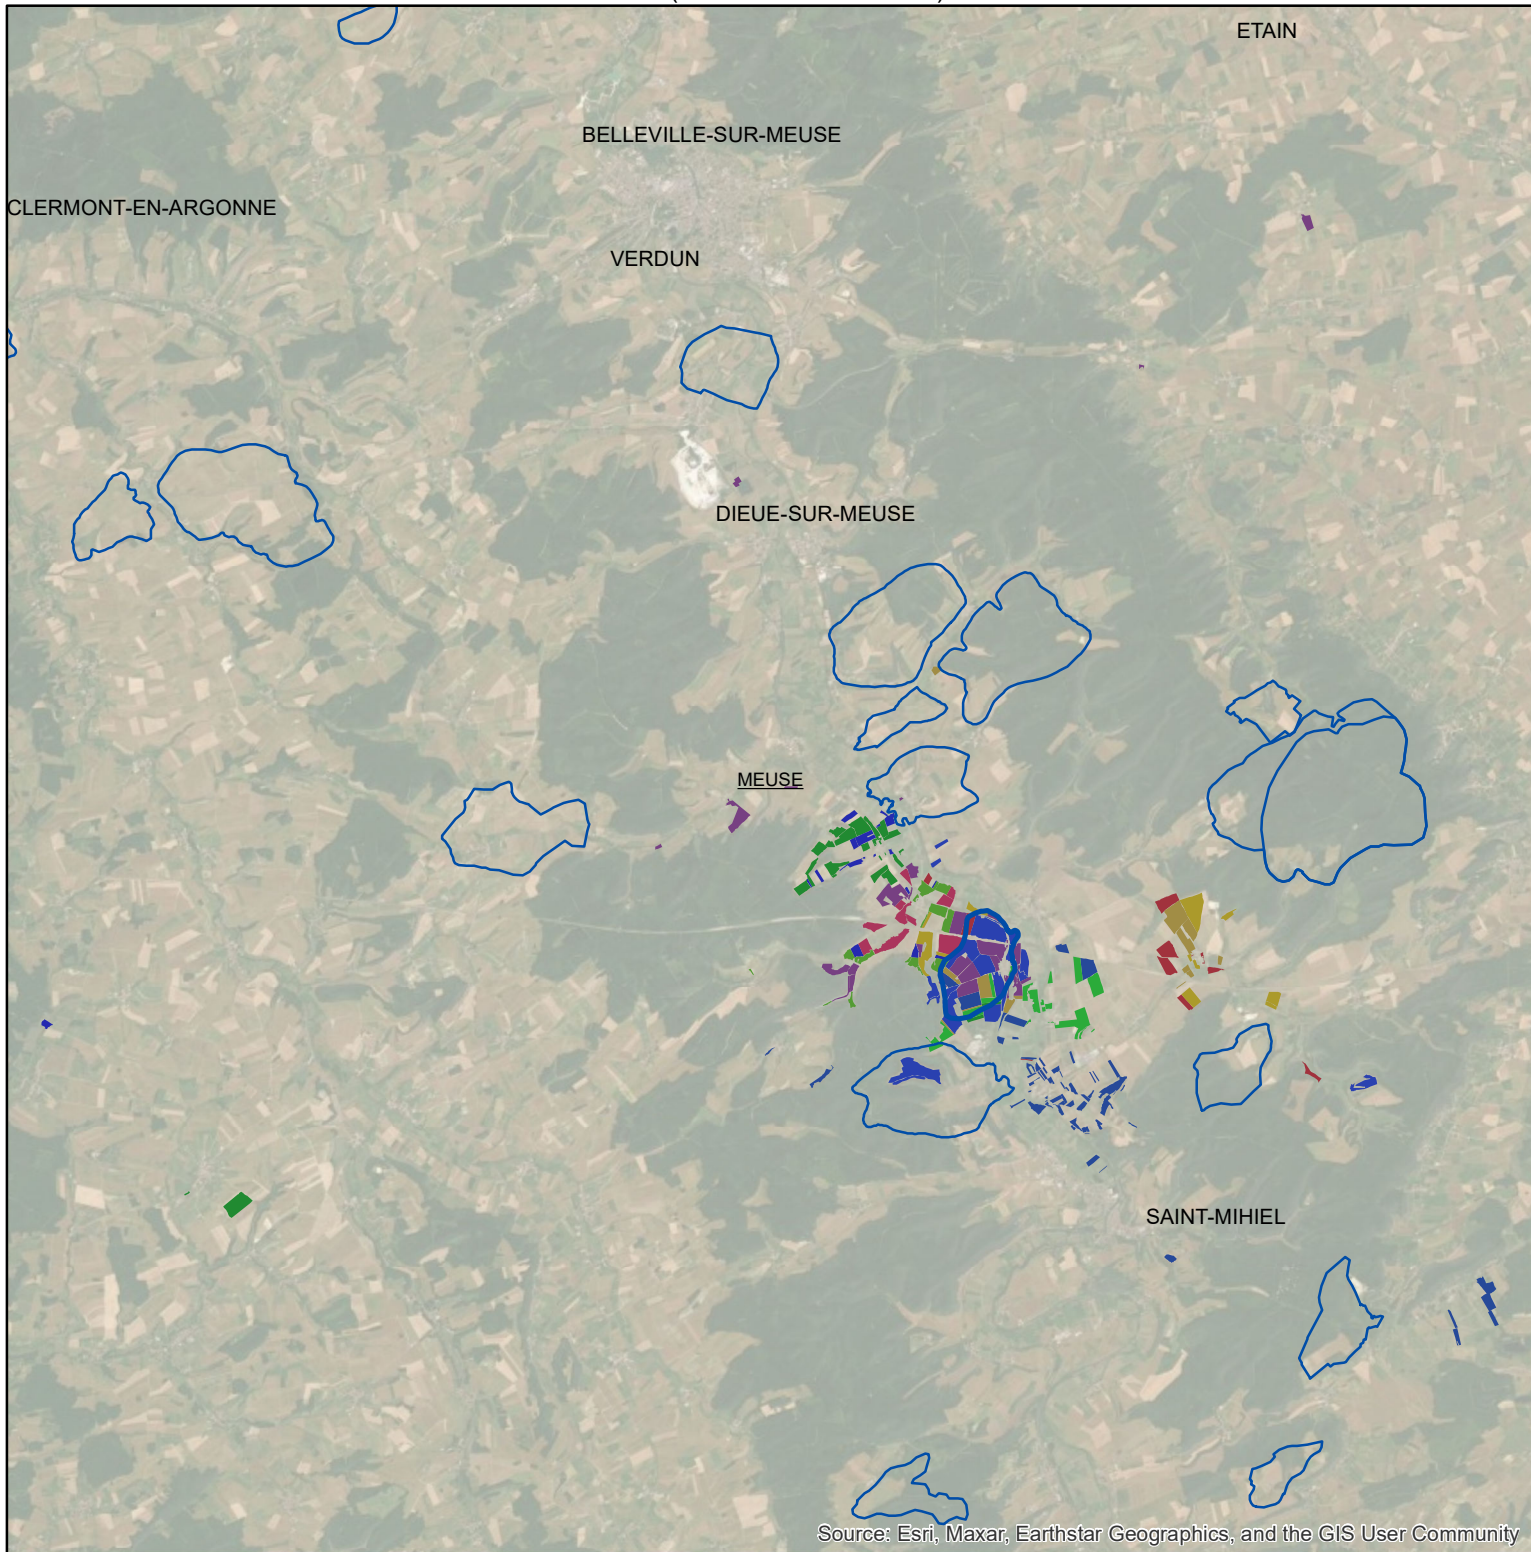 ETAIN
BELLEVILLE-SUR-MEUSE
CLERMONT-EN-ARGONNE
VERDUN
DIEUE-SUR-MEUSE
MEUSE
SAINT-MIHIEL
Source: Esri, Maxar, Earthstar Geographics, and the GIS User Community